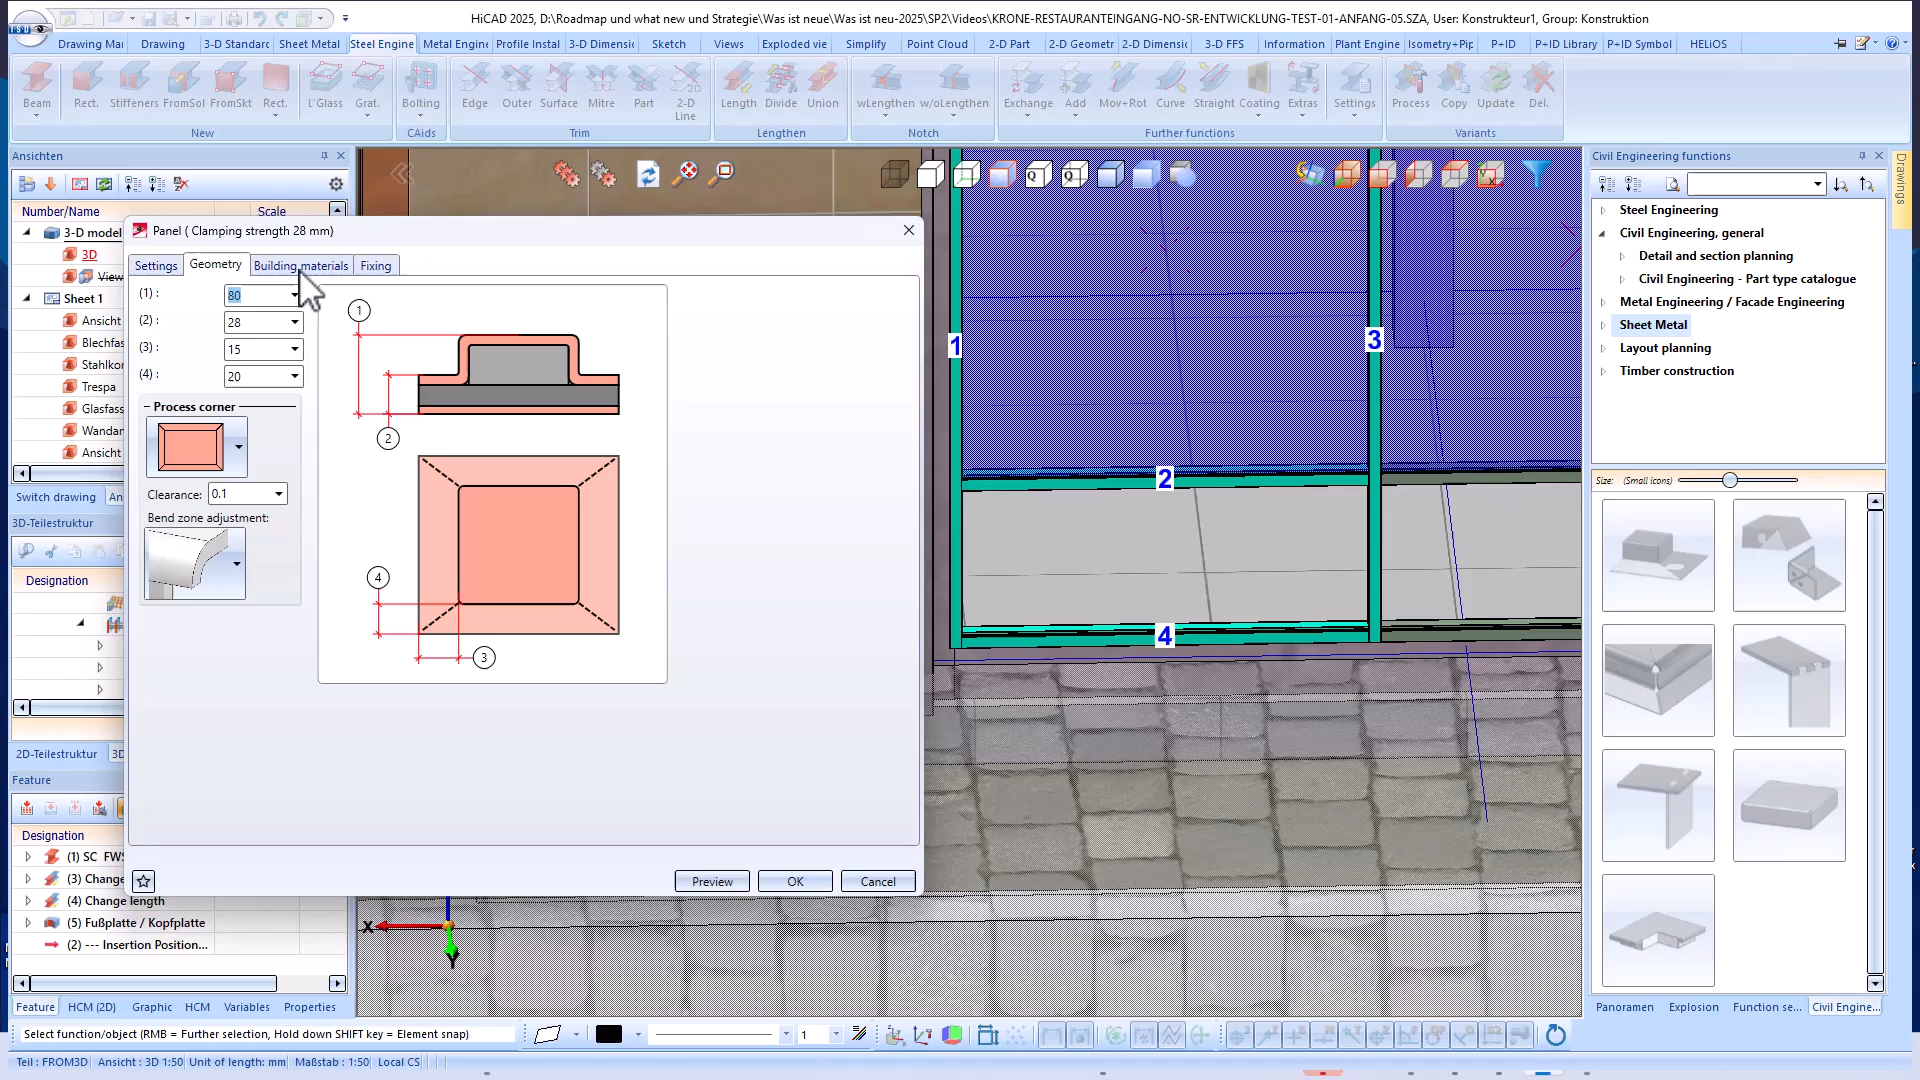 HiCAD 2025, D:\Roadmap und what new und Strategie\Was ist neue\Was ist neu-2025\SP2\Videos\KRONE-RESTAURANTEINGANG-NO-SR-ENTWICKLUNG-TEST-01-ANFANG-05.SZA, User: Konstrukteur1, Group: Konstruktion
Drawing Ma Drawing 3-D Standar Sheet Metal Steel Engine Metal Engine Profile Instal 3-D Dimensi Sketch Views Exploded vie Simplify Point Cloud 2-D Part 2-D Geometr 2-D Dimensi 3-D FFS Information Plant Engine Isometry+Pip P+ID P+ID Library P+ID Symbol HELiOS
Beam Rect. Stiffeners FromSol FromSkt Rect. L'Glass Grat. Bolting Edge Outer Surface Mitre Part 2-D Line Length Divide Union wLengthen w/oLengthen Exchange Add Mov+Rot Curve Straight Coating Extras Settings Process Copy Update Del.
New CAids Trim Lengthen Notch Further functions Variants
Ansichten
Number/Name Scale
3-D model
3D
View
Sheet 1
Ansicht
Blechfas
Stahlkor
Trespa
Glasfass
Wandan
Ansicht
Switch drawing An
3D-Teilestruktur
Designation
2D-Teilestruktur 3D
Feature
Designation
(1) SC FWS
(3) Change
(4) Change length
(5) Fußplatte / Kopfplatte
(2) --- Insertion Position...
Feature HCM (2D) Graphic HCM Variables Properties
Panel ( Clamping strength 28 mm)
Settings Geometry Building materials Fixing
(1) : 80
(2) : 28
(3) : 15
(4) : 20
Process corner
Clearance: 0.1
Bend zone adjustment:
1
2
4
3
Preview OK Cancel
1
3
2
4
X
Y
Civil Engineering functions
Drawings
Steel Engineering
Civil Engineering, general
Detail and section planning
Civil Engineering - Part type catalogue
Metal Engineering / Facade Engineering
Sheet Metal
Layout planning
Timber construction
Size: (Small icons)
Panoramen Explosion Function se... Civil Engine...
Select function/object (RMB = Further selection, Hold down SHIFT key = Element snap)
1
Teil : FROM3D Ansicht : 3D 1:50 Unit of length: mm Maßstab : 1:50 Local CS